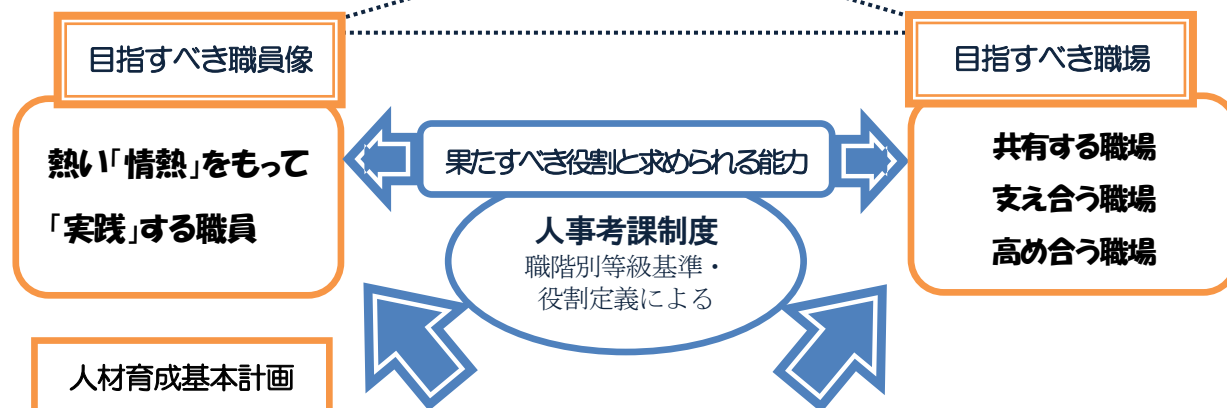 目指すべき職員像
目指すべき職場
熱い「情熱」をもって
「実践」する職員
果たすべき役割と求められる能力
人事考課制度
職階別等級基準・
役割定義による
共有する職場
支え合う職場
高め合う職場
人材育成基本計画